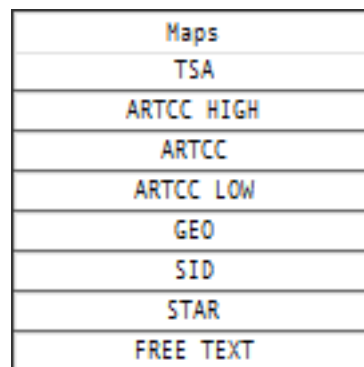 Maps
TSA
ARTCC HIGH
ARTCC
ARTCC LOW
GEO
SID
STAR
FREE TEXT